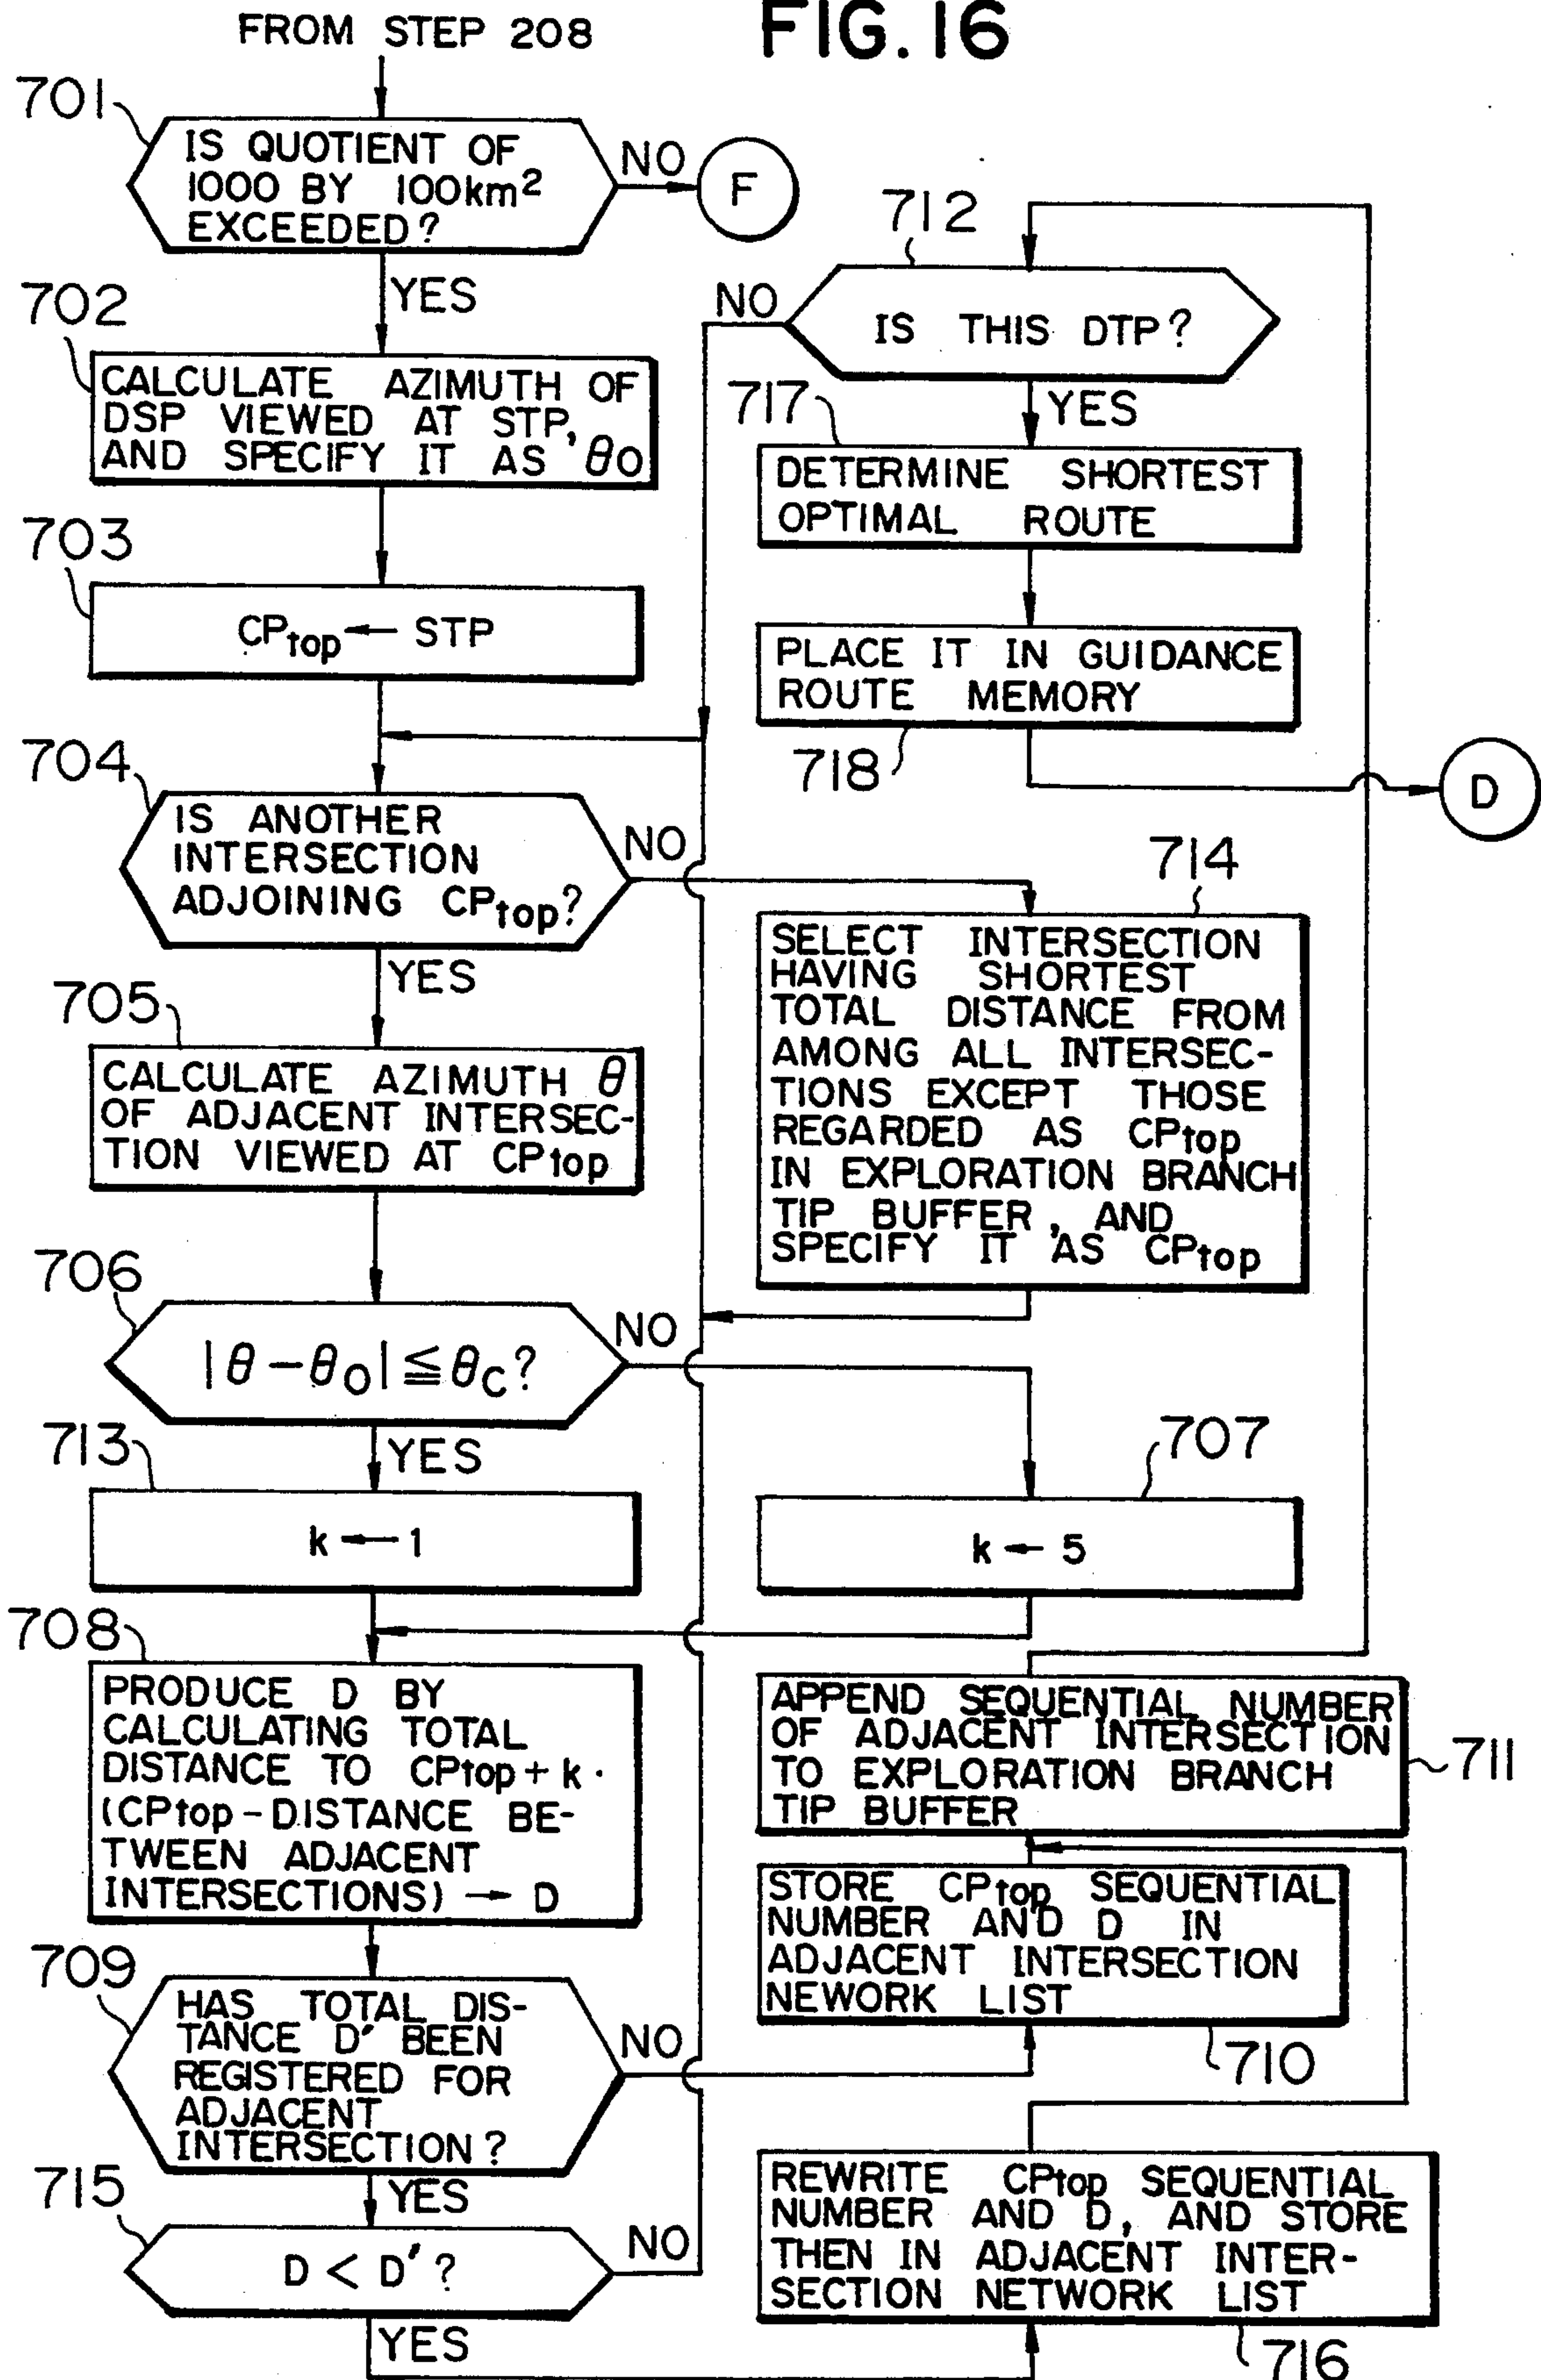 FROM STEP 208
FIG. 16
701
IS QUOTIENT OF
1000 BY 100km²
EXCEEDED?
NO
F
YES
702
CALCULATE AZIMUTH OF
DSP VIEWED AT STP,
AND SPECIFY IT AS θ0
703
CPtop ← STP
704
IS ANOTHER
INTERSECTION
ADJOINING CPtop?
NO
YES
705
CALCULATE AZIMUTH θ
OF ADJACENT INTERSEC-
TION VIEWED AT CPtop
706
|θ-θ0| ≦ θC?
NO
YES
713
k ← 1
708
PRODUCE D BY
CALCULATING TOTAL
DISTANCE TO CPtop + k ·
(CPtop - DISTANCE BE-
TWEEN ADJACENT
INTERSECTIONS) → D
709
HAS TOTAL DIS-
TANCE D' BEEN
REGISTERED FOR
ADJACENT
INTERSECTION?
NO
YES
715
D < D'?
NO
YES
712
IS THIS DTP?
NO
YES
717
DETERMINE SHORTEST
OPTIMAL ROUTE
PLACE IT IN GUIDANCE
ROUTE MEMORY
718
D
714
SELECT INTERSECTION
HAVING SHORTEST
TOTAL DISTANCE FROM
AMONG ALL INTERSEC-
TIONS EXCEPT THOSE
REGARDED AS CPtop
IN EXPLORATION BRANCH
TIP BUFFER, AND
SPECIFY IT AS CPtop
707
k ← 5
APPEND SEQUENTIAL NUMBER
OF ADJACENT INTERSECTION
TO EXPLORATION BRANCH
TIP BUFFER
711
STORE CPtop SEQUENTIAL
NUMBER AND D IN
ADJACENT INTERSECTION
NEWORK LIST
710
REWRITE CPtop SEQUENTIAL
NUMBER AND D, AND STORE
THEN IN ADJACENT INTER-
SECTION NETWORK LIST
716